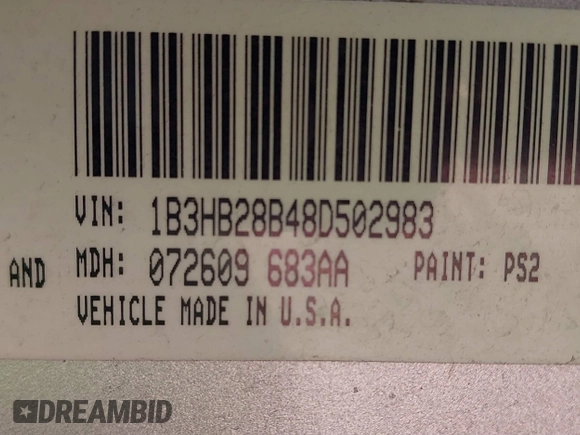 VIN: 1B3HB28B48D502983
AND MDH: 072609 683AA PAINT: PS2
VEHICLE MADE IN U.S.A.
DREAMBID